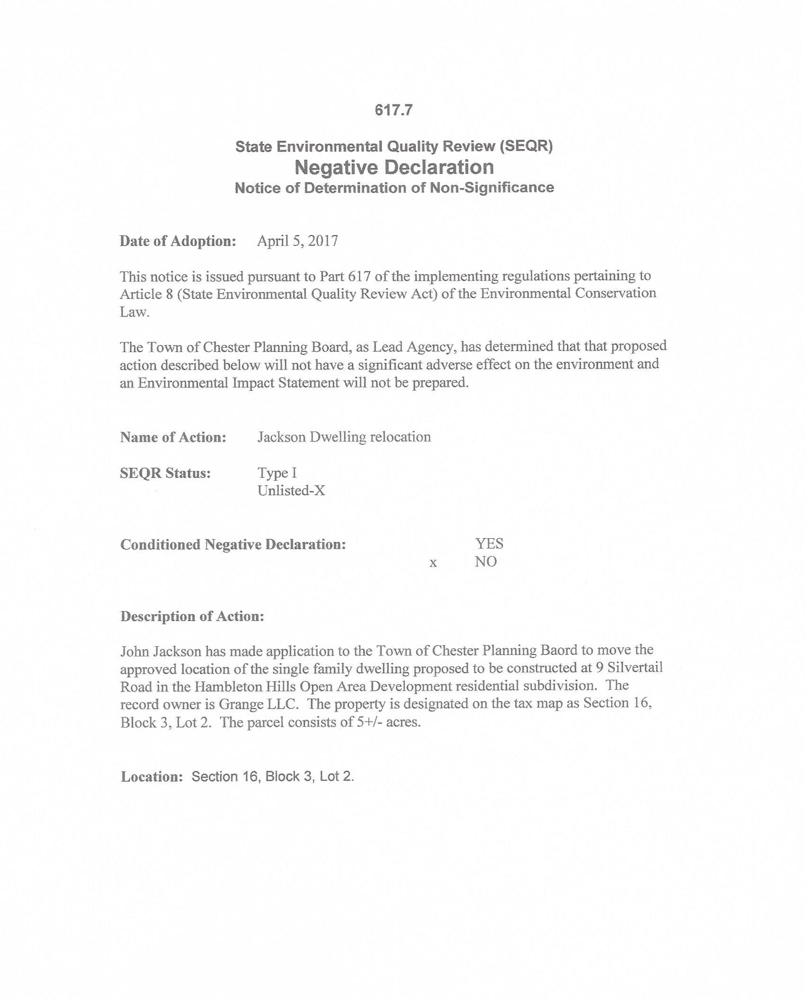 617.7
State Environmental Quality Review (SEQR)
Negative Declaration
Notice of Determination of Non-Significance
Date of Adoption: April 5, 2017
This notice is issued pursuant to Part 617 of the implementing regulations pertaining to
Article 8 (State Environmental Quality Review Act) of the Environmental Conservation
Law.
The Town of Chester Planning Board, as Lead Agency, has determined that that proposed
action described below will not have a significant adverse effect on the environment and
an Environmental Impact Statement will not be prepared.
Name of Action: Jackson Dwelling relocation
SEQR Status: Type I
Unlisted-X
Conditioned Negative Declaration: YES
x NO
Description of Action:
John Jackson has made application to the Town of Chester Planning Baord to move the
approved location of the single family dwelling proposed to be constructed at 9 Silvertail
Road in the Hambleton Hills Open Area Development residential subdivision. The
record owner is Grange LLC. The property is designated on the tax map as Section 16,
Block 3, Lot 2. The parcel consists of 5+/- acres.
Location: Section 16, Block 3, Lot 2.